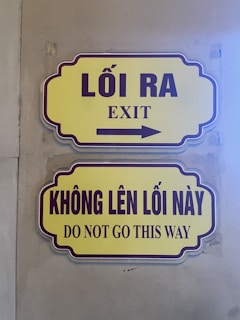 LỐI RA
EXIT
KHÔNG LÊN LỐI NÀY
DO NOT GO THIS WAY